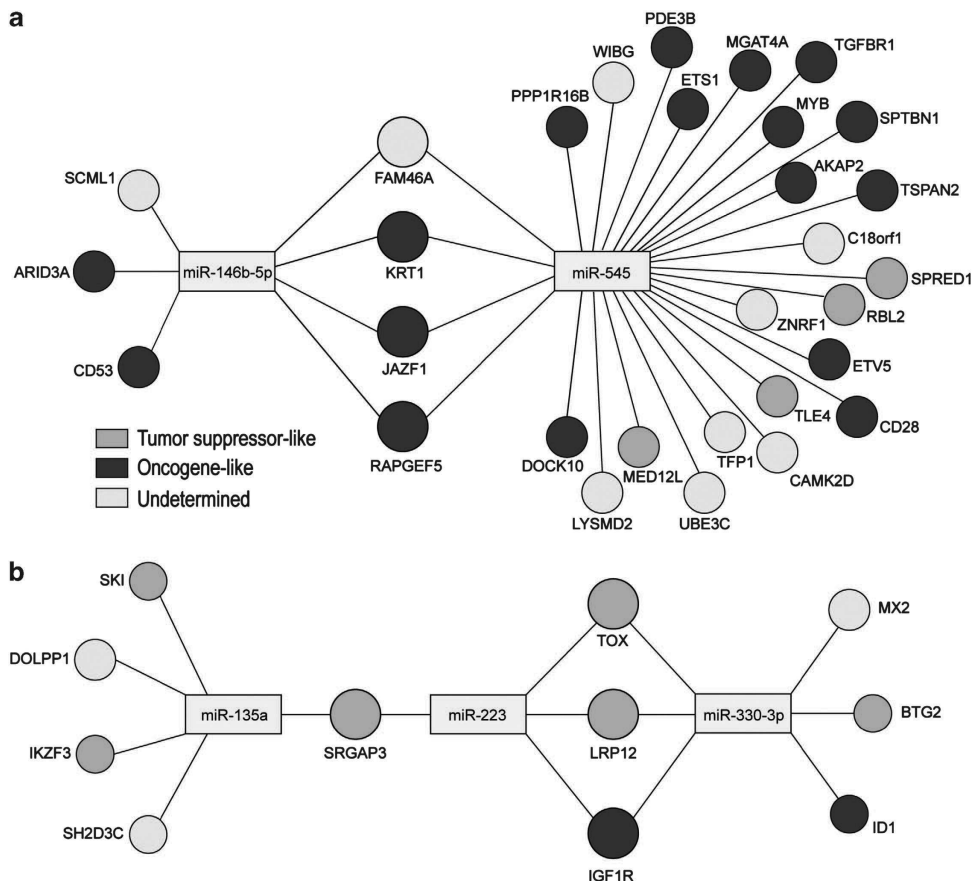 a
PDE3B
WIBG
MGAT4A
TGFBR1
ETS1
PPP1R16B
MYB
SPTBN1
SCML1
FAM46A
AKAP2
TSPAN2
C18orf1
ARID3A
miR-146b-5p
KRT1
miR-545
SPRED1
ZNRF1
RBL2
CD53
JAZF1
ETV5
TLE4
CD28
Tumor suppressor-like
Oncogene-like
Undetermined
RAPGEF5
DOCK10
MED12L
TFP1
CAMK2D
LYSMD2
UBE3C
b
SKI
MX2
TOX
DOLPP1
miR-135a
miR-223
miR-330-3p
BTG2
IKZF3
SRGAP3
LRP12
SH2D3C
ID1
IGF1R